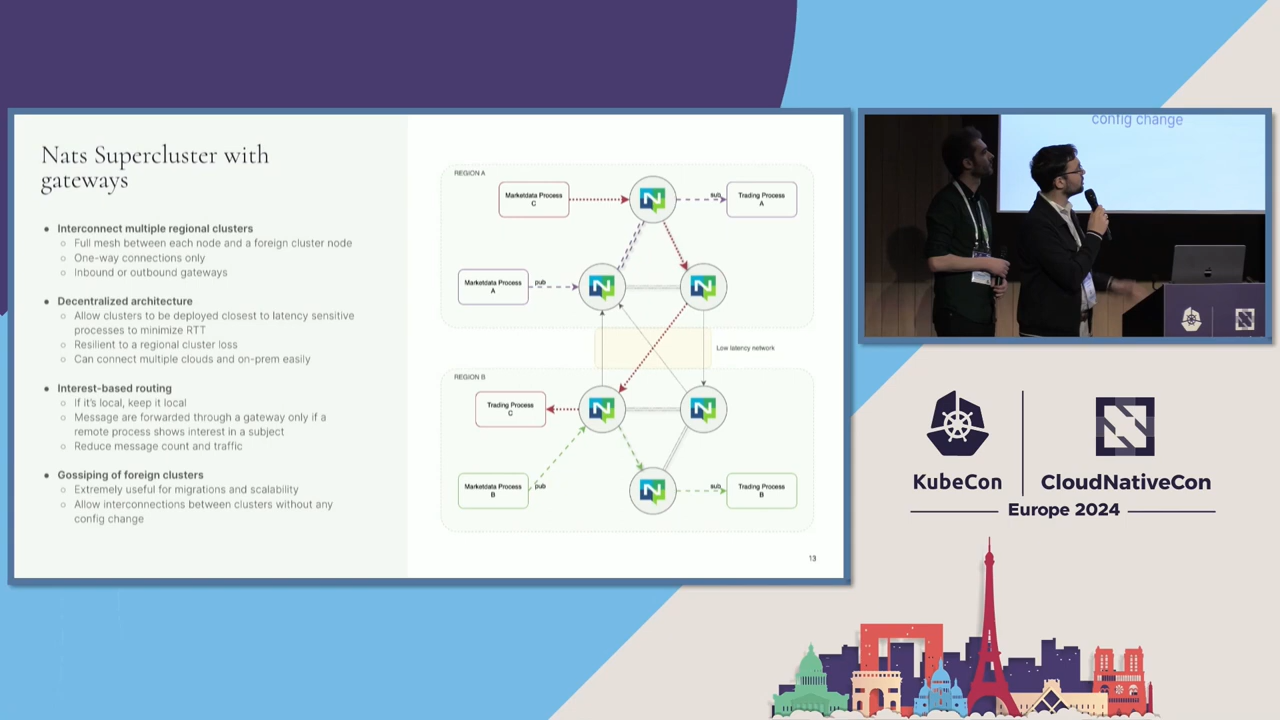 Nats Supercluster with
gateways
Interconnect multiple regional clusters
Full mesh between each node and a foreign cluster node
One-way connections only
Inbound or outbound gateways
Decentralized architecture
Allow clusters to be deployed closest to latency sensitive
processes to minimize RTT
Resilient to a regional cluster loss
Can connect multiple clouds and on-prem easily
Interest-based routing
If it's local, keep it local
Message are forwarded through a gateway only if a
remote process shows interest in a subject
Reduce message count and traffic
Gossiping of foreign clusters
Extremely useful for migrations and scalability
Allow interconnections between clusters without any
config change
REGION A
Marketdata Process
C
sub
Trading Process
A
Marketdata Process
A
pub
N
N
N
Low latency network
REGION B
Trading Process
C
N
N
Marketdata Process
B
pub
N
sub
Trading Process
B
13
config change
KubeCon
CloudNativeCon
Europe 2024